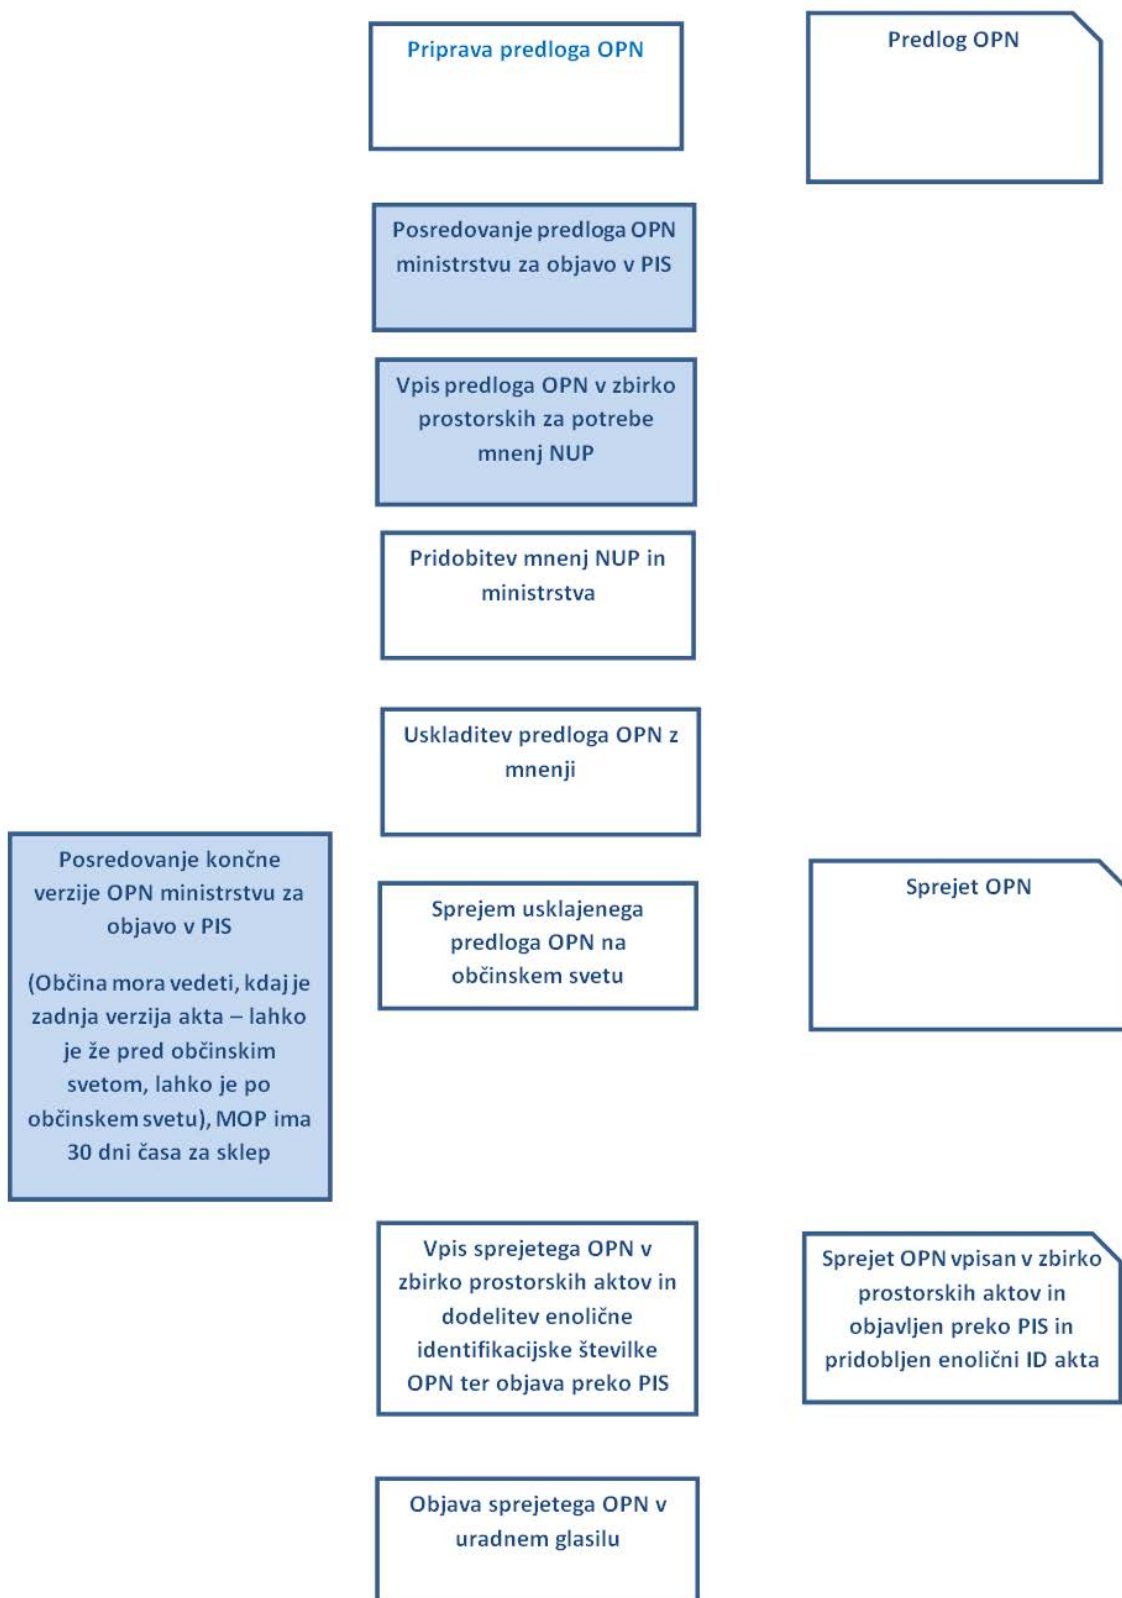 Priprava predloga OPN
Predlog OPN
Posredovanje predloga OPN
ministrstvu za objavo v PIS
Vpis predloga OPN v zbirko
prostorskih za potrebe
mnenj NUP
Pridobitev mnenj NUP in
ministrstva
Uskladitev predloga OPN z
mnenji
Posredovanje končne
verzije OPN ministrstvu za
objavo v PIS
(Občina mora vedeti, kdaj je
zadnja verzija akta – lahko
je že pred občinskim
svetom, lahko je po
občinskem svetu), MOP ima
30 dni časa za sklep
Sprejem usklajenega
predloga OPN na
občinskem svetu
Sprejet OPN
Vpis sprejetega OPN v
zbirko prostorskih aktov in
dodelitev enolične
identifikacijske številke
OPN ter objava preko PIS
Sprejet OPN vpisan v zbirko
prostorskih aktov in
objavljen preko PIS in
pridobljen enolični ID akta
Objava sprejetega OPN v
uradnem glasilu